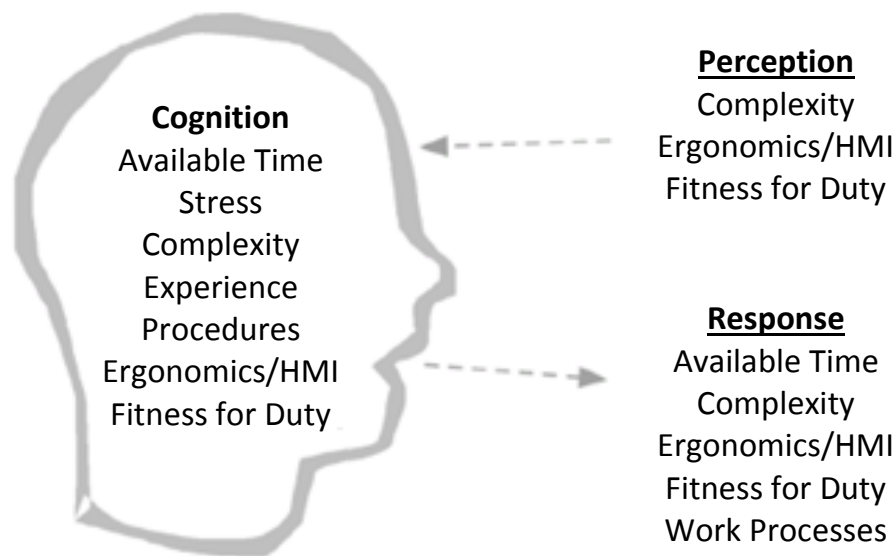 Cognition
Available Time
Stress
Complexity
Experience
Procedures
Ergonomics/HMI
Fitness for Duty
Perception
Complexity
Ergonomics/HMI
Fitness for Duty
Response
Available Time
Complexity
Ergonomics/HMI
Fitness for Duty
Work Processes